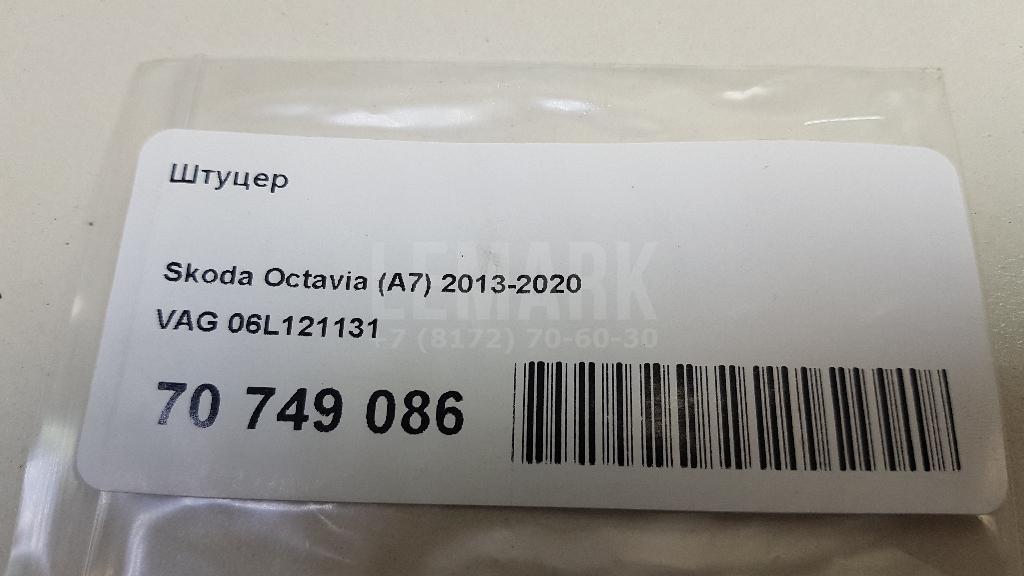 Штуцер
Skoda Octavia (A7) 2013-2020
LEMARK
VAG 06L121131
+7 (8172) 70-60-30
70 749 086